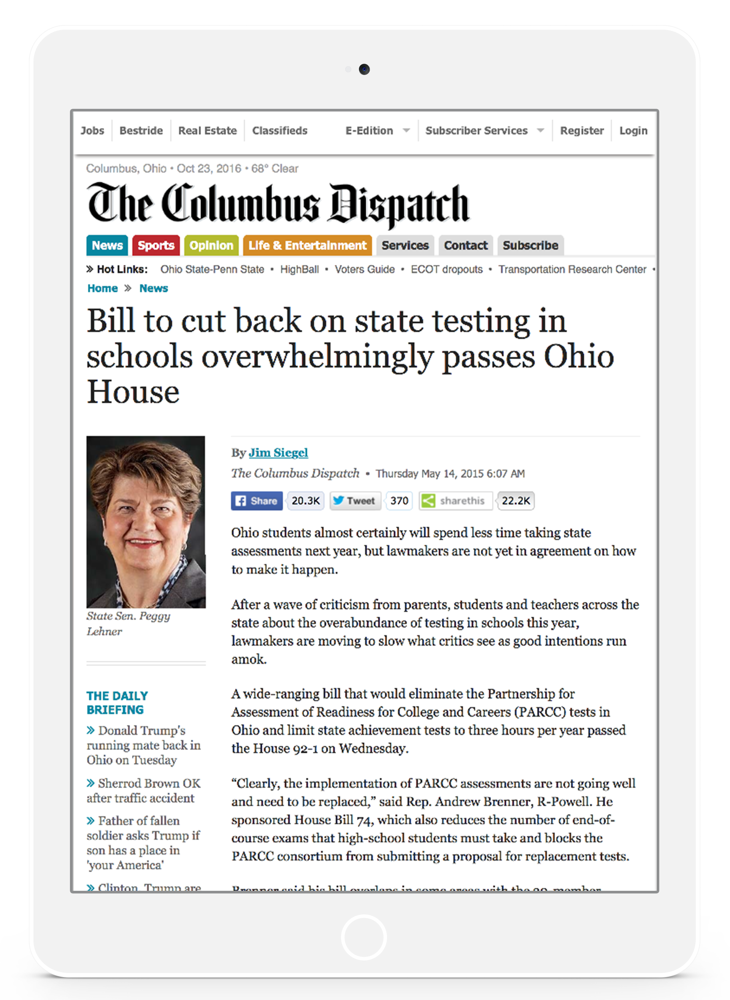 Jobs Bestride Real Estate Classifieds E-Edition Subscriber Services Register Login
Columbus, Ohio • Oct 23, 2016 • 68° Clear
The Columbus Dispatch
News Sports Opinion Life & Entertainment Services Contact Subscribe
» Hot Links: Ohio State-Penn State • HighBall • Voters Guide • ECOT dropouts • Transportation Research Center •
Home » News
Bill to cut back on state testing in
schools overwhelmingly passes Ohio
House
State Sen. Peggy
Lehner
THE DAILY
BRIEFING
» Donald Trump's
running mate back in
Ohio on Tuesday
» Sherrod Brown OK
after traffic accident
» Father of fallen
soldier asks Trump if
son has a place in
'your America'
» Clinton, Trump are
By Jim Siegel
The Columbus Dispatch • Thursday May 14, 2015 6:07 AM
Share 20.3K Tweet 370 sharethis 22.2K
Ohio students almost certainly will spend less time taking state
assessments next year, but lawmakers are not yet in agreement on how
to make it happen.
After a wave of criticism from parents, students and teachers across the
state about the overabundance of testing in schools this year,
lawmakers are moving to slow what critics see as good intentions run
amok.
A wide-ranging bill that would eliminate the Partnership for
Assessment of Readiness for College and Careers (PARCC) tests in
Ohio and limit state achievement tests to three hours per year passed
the House 92-1 on Wednesday.
“Clearly, the implementation of PARCC assessments are not going well
and need to be replaced,” said Rep. Andrew Brenner, R-Powell. He
sponsored House Bill 74, which also reduces the number of end-of-
course exams that high-school students must take and blocks the
PARCC consortium from submitting a proposal for replacement tests.
Brenner said his bill overlaps in some areas with the